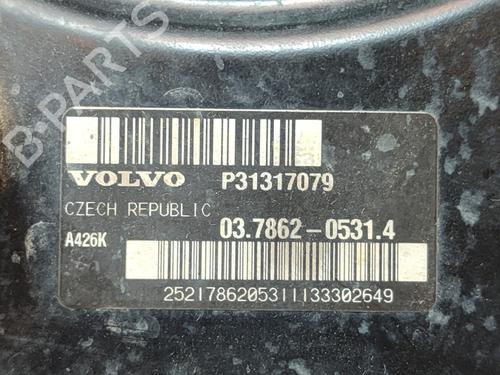 B-PARTS
VOLVO P31317079
CZECH REPUBLIC
03.7862-0531.4
A426K
25217862053111133302649